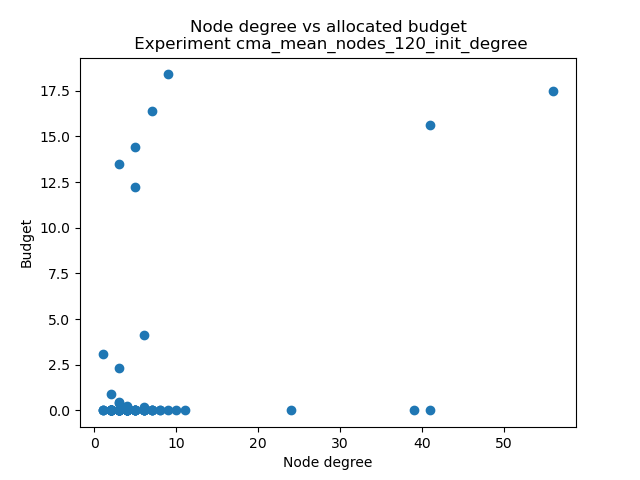 Node degree vs allocated budget
Experiment cma_mean_nodes_120_init_degree
17.5
15.0
12.5
10.0
7.5
5.0
2.5
0.0
Budget
0 10 20 30 40 50
Node degree